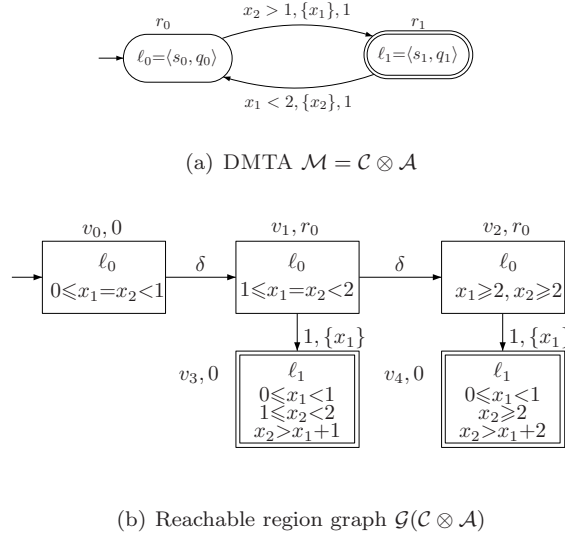 r₀
x₂ > 1, {x₁}, 1
r₁
ℓ₀=⟨s₀, q₀⟩
ℓ₁=⟨s₁, q₁⟩
x₁ < 2, {x₂}, 1
(a) DMTA ℳ = 𝒞 ⊗ 𝒜
v₀, 0
v₁, r₀
v₂, r₀
ℓ₀
0⩽x₁=x₂<1
δ
ℓ₀
1⩽x₁=x₂<2
δ
ℓ₀
x₁⩾2, x₂⩾2
1, {x₁}
1, {x₁}
v₃, 0
ℓ₁
0⩽x₁<1
1⩽x₂<2
x₂>x₁+1
v₄, 0
ℓ₁
0⩽x₁<1
x₂⩾2
x₂>x₁+2
(b) Reachable region graph 𝒢(𝒞 ⊗ 𝒜)